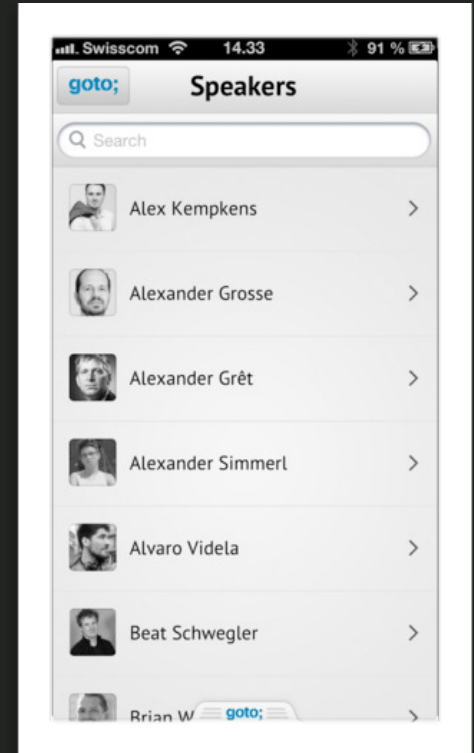 Swisscom 14.33 91 %
goto; Speakers
Search
Alex Kempkens
Alexander Grosse
Alexander Grêt
Alexander Simmerl
Alvaro Videla
Beat Schwegler
Brian
goto;